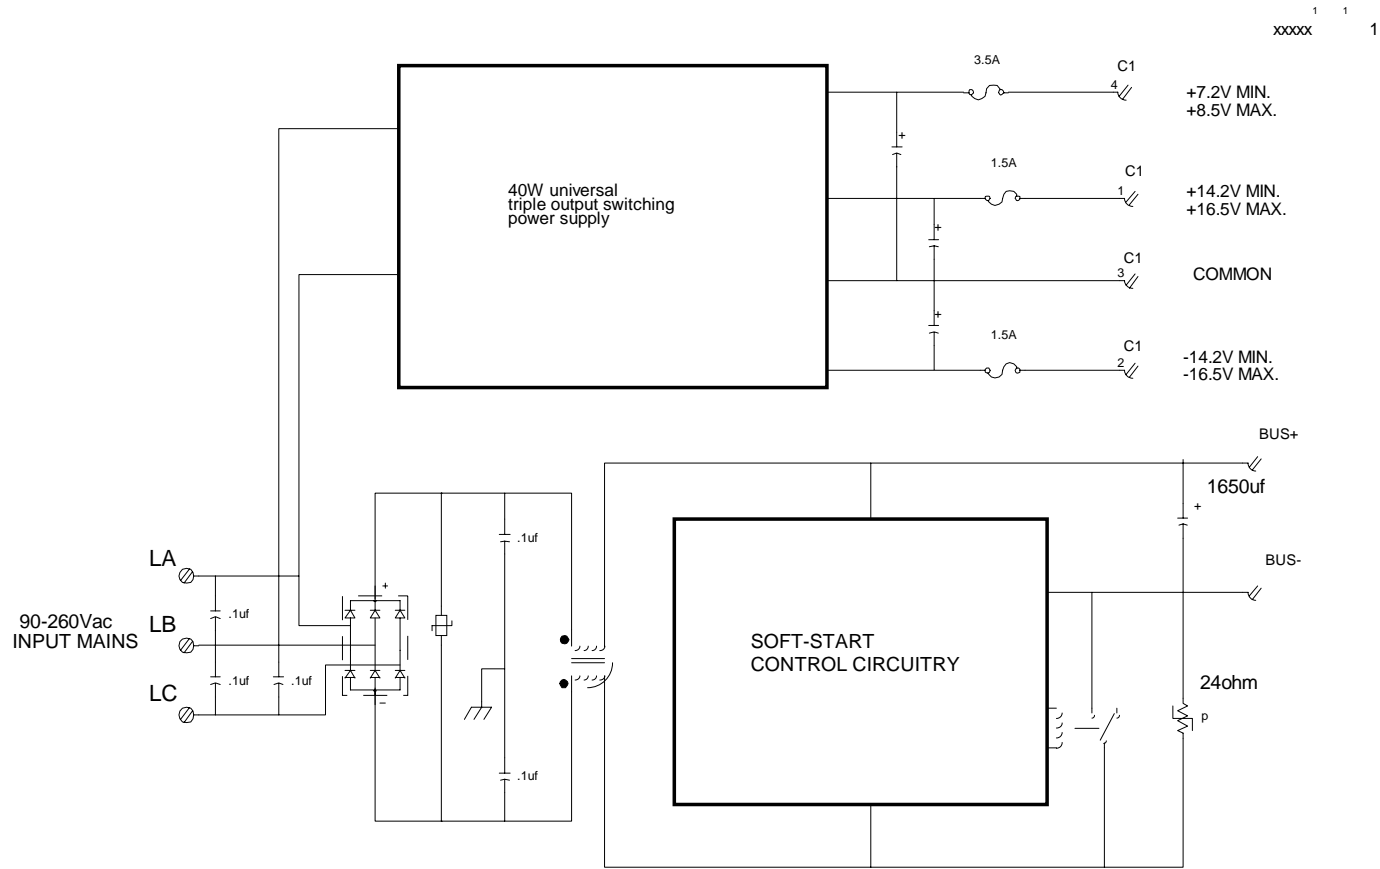 1 1
xxxxx 1
3.5A
C1
4
+7.2V MIN.
+8.5V MAX.
+
1.5A
C1
1
+14.2V MIN.
+16.5V MAX.
40W universal
triple output switching
power supply
+
C1
3
COMMON
+
1.5A
C1
2
-14.2V MIN.
-16.5V MAX.
BUS+
1650uf
+
.1uf
BUS-
LA
+
.1uf
90-260Vac
INPUT MAINS
LB
SOFT-START
CONTROL CIRCUITRY
.1uf
.1uf
LC
−
24ohm
p
.1uf